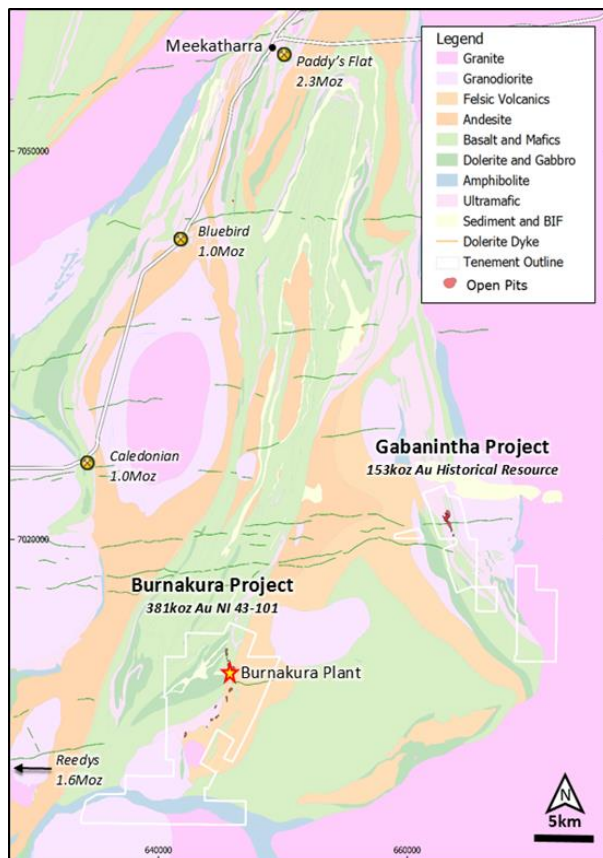 Meekatharra
Paddy's Flat
2.3Moz
Legend
Granite
Granodiorite
Felsic Volcanics
Andesite
Basalt and Mafics
Dolerite and Gabbro
Amphibolite
Ultramafic
Sediment and BIF
Dolerite Dyke
Tenement Outline
Open Pits
7050000
Bluebird
1.0Moz
Caledonian
1.0Moz
Gabanintha Project
153koz Au Historical Resource
7020000
Burnakura Project
381koz Au NI 43-101
Burnakura Plant
Reedys
1.6Moz
N
5km
640000
660000